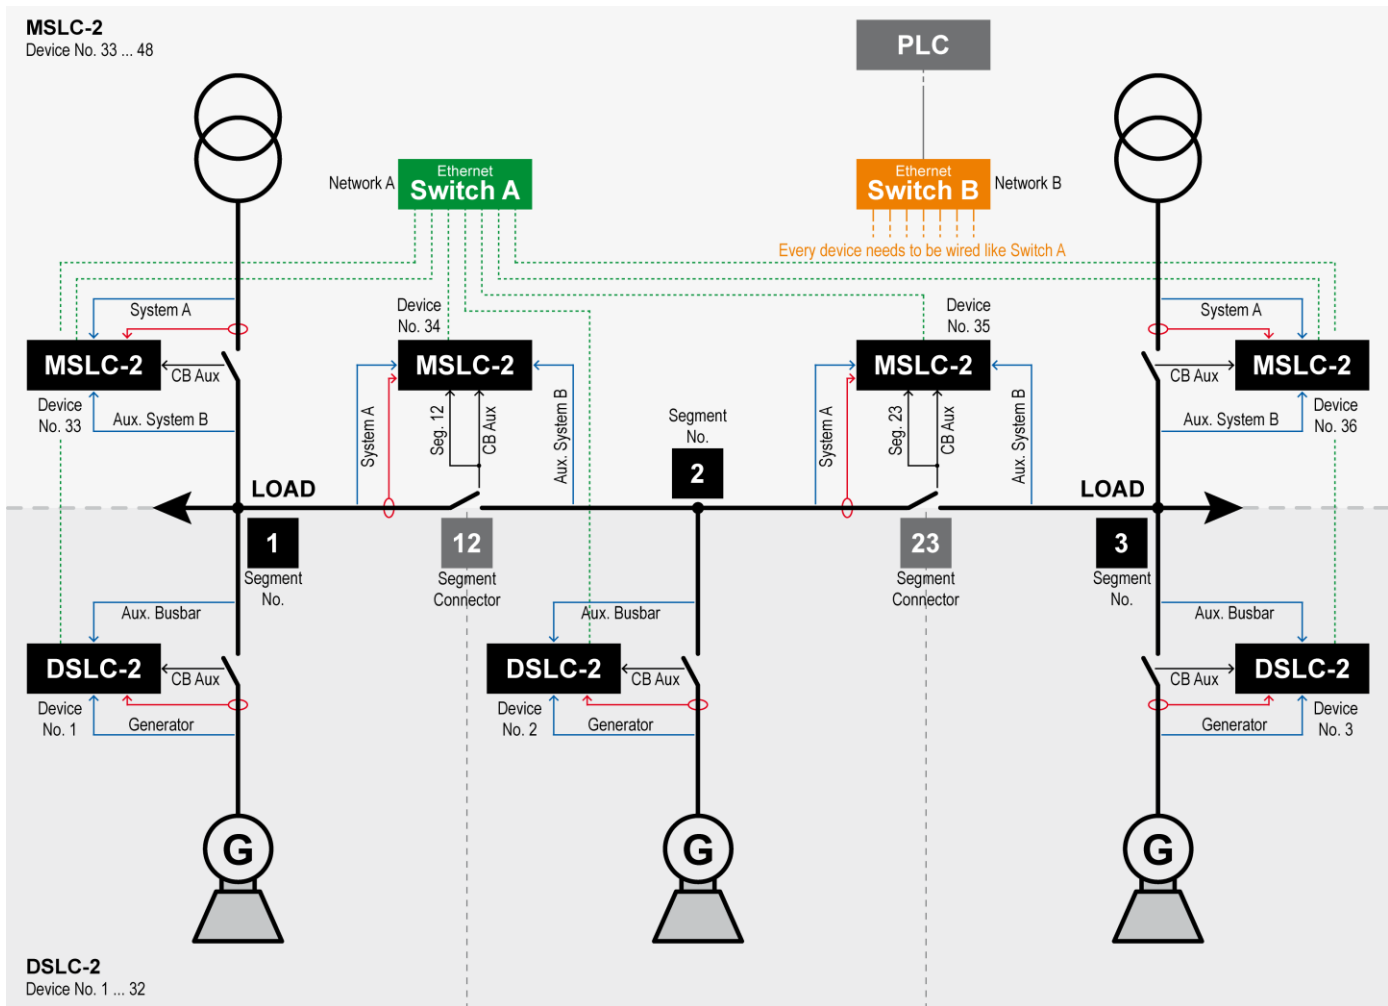 MSLC-2
Device No. 33 ... 48
PLC
Network A
Ethernet
Switch A
Ethernet
Switch B
Network B
Every device needs to be wired like Switch A
System A
MSLC-2
CB Aux
Device
No. 33
Aux. System B
Device
No. 34
MSLC-2
System A
Seg. 12
CB Aux
Aux. System B
Segment
No.
2
Device
No. 35
MSLC-2
System A
Seg. 23
CB Aux
Aux. System B
System A
MSLC-2
CB Aux
Aux. System B
Device
No. 36
LOAD
LOAD
1
Segment
No.
12
Segment
Connector
23
Segment
Connector
3
Segment
No.
Aux. Busbar
DSLC-2
CB Aux
Device
No. 1
Generator
G
Aux. Busbar
DSLC-2
CB Aux
Device
No. 2
Generator
G
Aux. Busbar
DSLC-2
CB Aux
Generator
Device
No. 3
G
DSLC-2
Device No. 1 ... 32